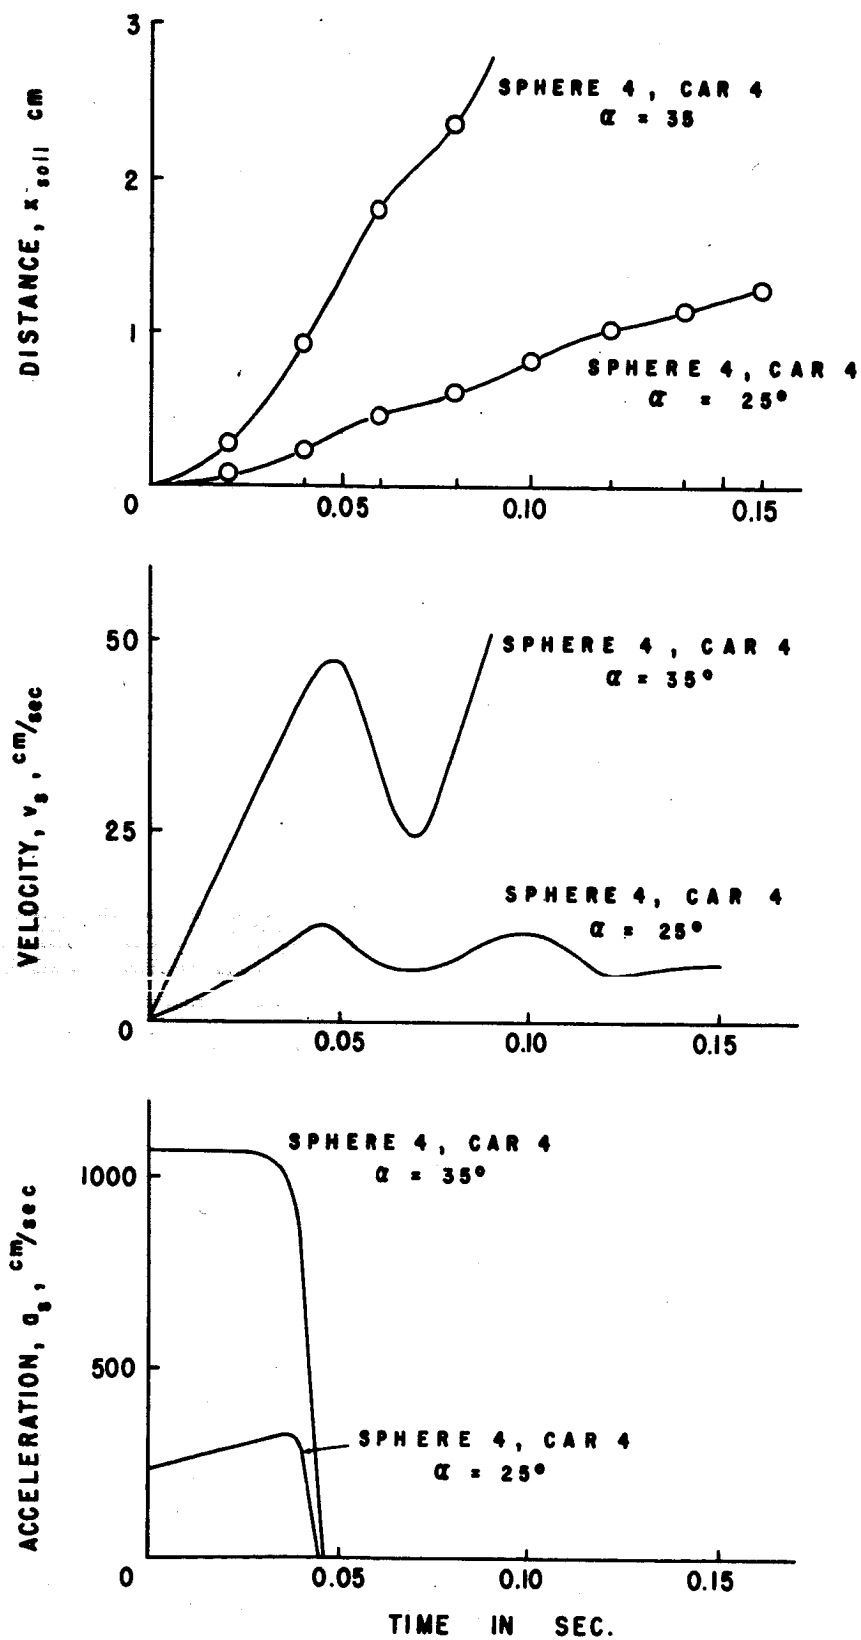 3
SPHERE 4, CAR 4
α = 35
2
DISTANCE, x soil cm
1
SPHERE 4, CAR 4
α = 25°
0
0.05
0.10
0.15
50
SPHERE 4, CAR 4
α = 35°
VELOCITY, vs, cm/sec
25
SPHERE 4, CAR 4
α = 25°
0
0.05
0.10
0.15
SPHERE 4, CAR 4
α = 35°
1000
ACCELERATION, as, cm/sec
500
SPHERE 4, CAR 4
α = 25°
0
0.05
0.10
0.15
TIME IN SEC.